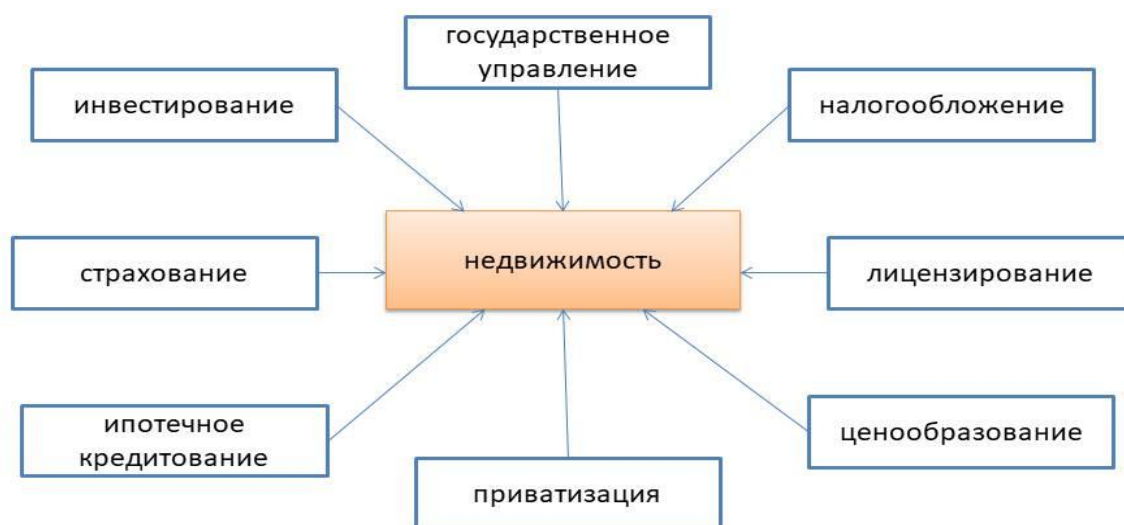 государственное
управление
инвестирование
налогообложение
недвижимость
страхование
лицензирование
ипотечное
кредитование
ценообразование
приватизация